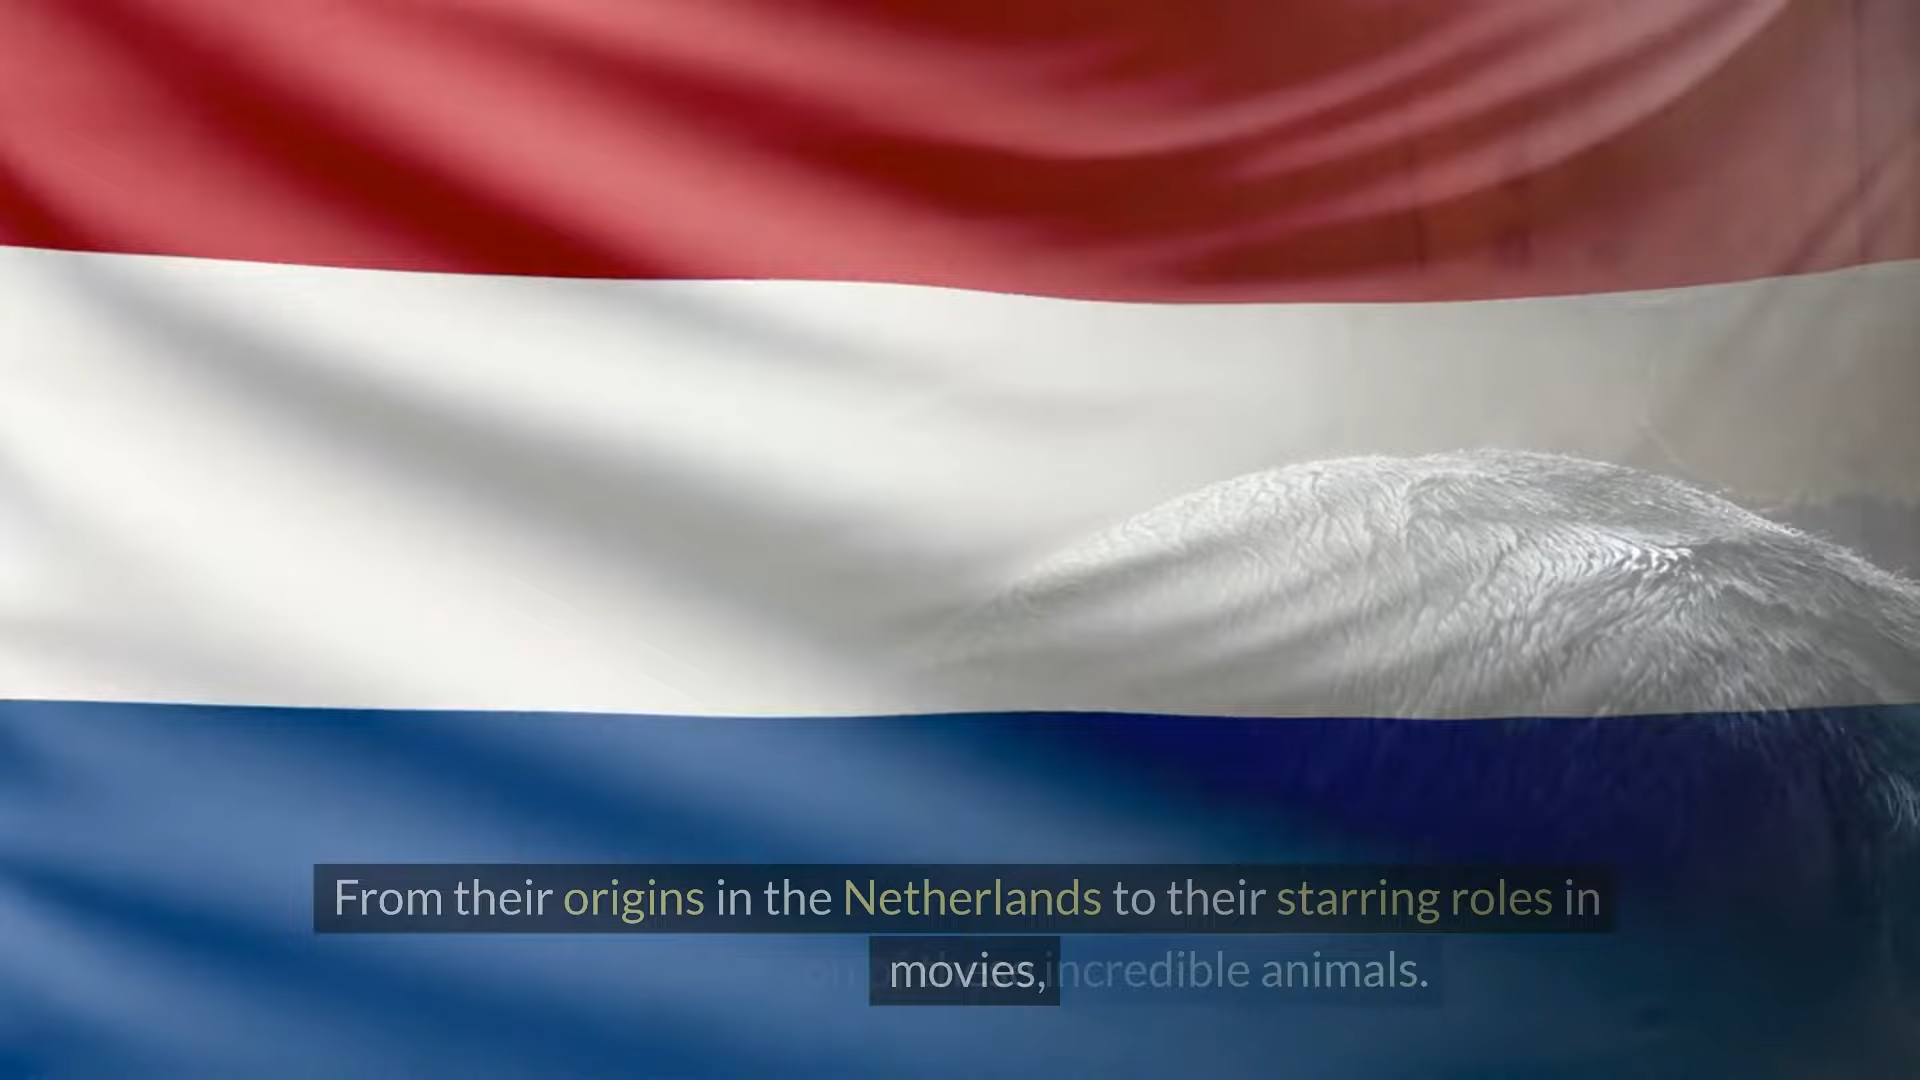 From their origins in the Netherlands to their starring roles in
movies,
incredible animals.